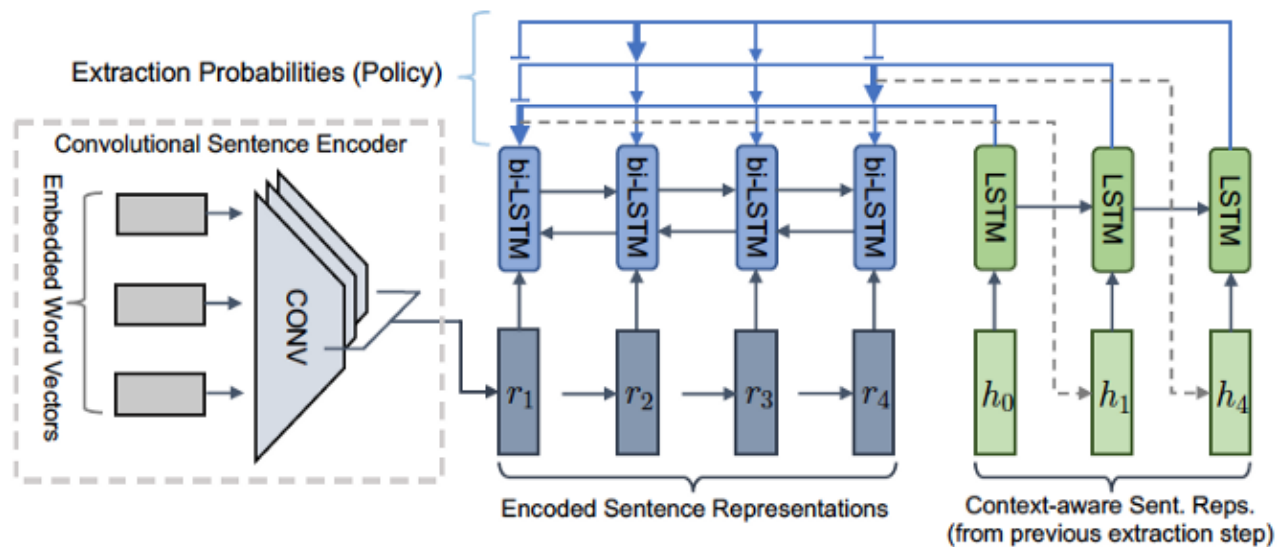 Extraction Probabilities (Policy)
Convolutional Sentence Encoder
Embedded Word Vectors
CONV
bi-LSTM
bi-LSTM
bi-LSTM
bi-LSTM
LSTM
LSTM
LSTM
r₁
r₂
r₃
r₄
h₀
h₁
h₄
Encoded Sentence Representations
Context-aware Sent. Reps.
(from previous extraction step)